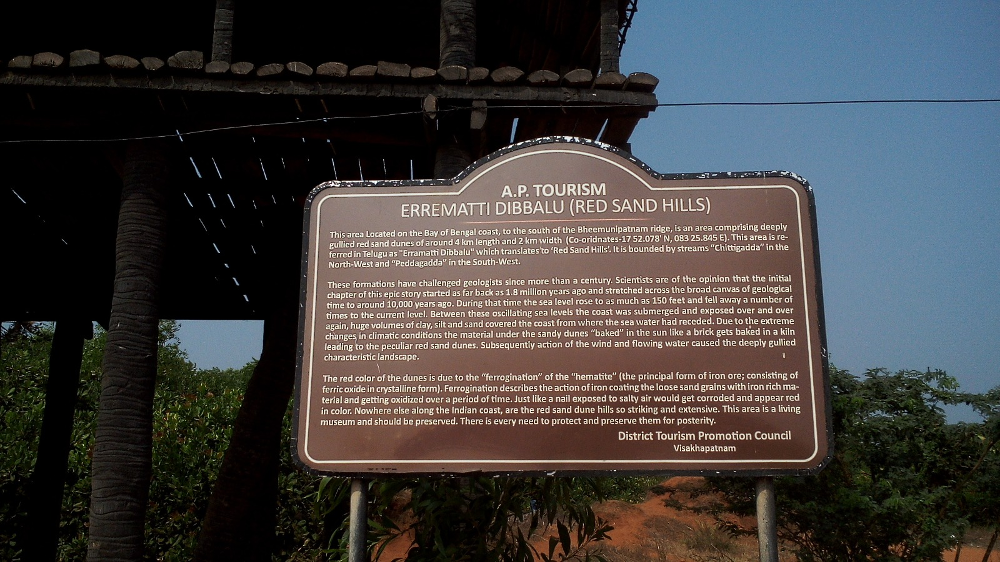 A.P. TOURISM
ERREMATTI DIBBALU (RED SAND HILLS)
This area Located on the Bay of Bengal coast, to the south of the Bheemunipatnam ridge, is an area comprising deeply
gullied red sand dunes of around 4 km length and 2 km width (Co-oridnates-17 52.078' N, 083 25.845 E). This area is re-
ferred in Telugu as "Erramatti Dibbalu" which translates to ‘Red Sand Hills’. It is bounded by streams “Chittigadda” in the
North-West and “Peddagadda” in the South-West.
These formations have challenged geologists since more than a century. Scientists are of the opinion that the initial
chapter of this epic story started as far back as 1.8 million years ago and stretched across the broad canvas of geological
time to around 10,000 years ago. During that time the sea level rose to as much as 150 feet and fell away a number of
times to the current level. Between these oscillating sea levels the coast was submerged and exposed over and over
again, huge volumes of clay, silt and sand covered the coast from where the sea water had receded. Due to the extreme
changes in climatic conditions the material under the sandy dunes “baked” in the sun like a brick gets baked in a kiln
leading to the peculiar red sand dunes. Subsequently action of the wind and flowing water caused the deeply gullied
characteristic landscape.
The red color of the dunes is due to the “ferrogination” of the “hematite” (the principal form of iron ore; consisting of
ferric oxide in crystalline form). Ferrogination describes the action of iron coating the loose sand grains with iron rich ma-
terial and getting oxidized over a period of time. Just like a nail exposed to salty air would get corroded and appear red
in color. Nowhere else along the Indian coast, are the red sand dune hills so striking and extensive. This area is a living
museum and should be preserved. There is every need to protect and preserve them for posterity.
District Tourism Promotion Council
Visakhapatnam